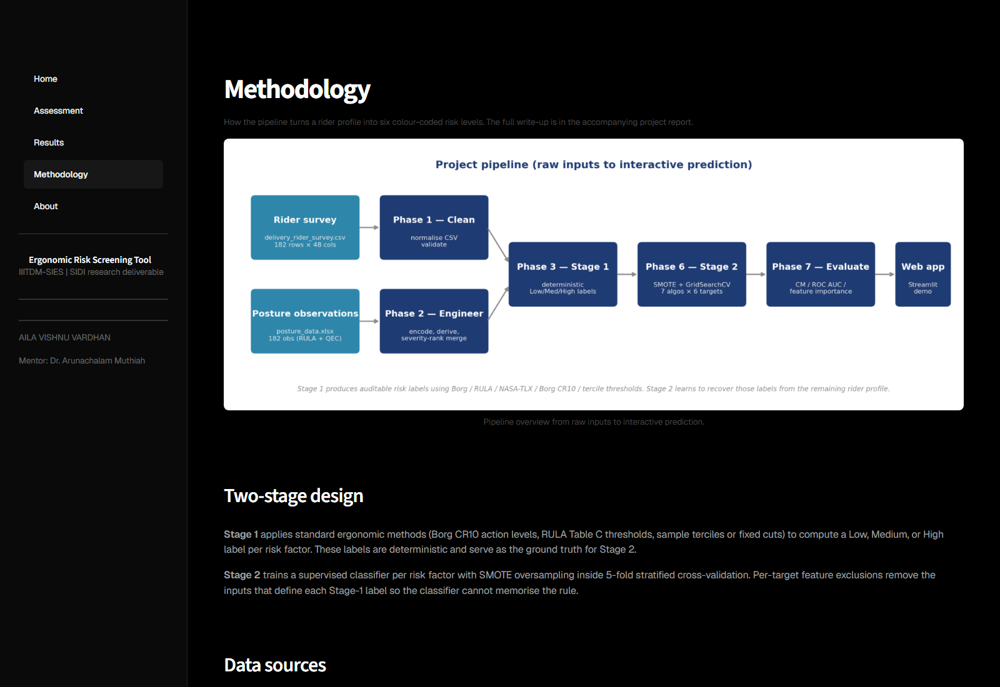 Home
Assessment
Results
Methodology
About
Ergonomic Risk Screening Tool
IIITDM-SIES | SIDI research deliverable
AILA VISHNU VARDHAN
Mentor: Dr. Arunachalam Muthiah
Methodology
How the pipeline turns a rider profile into six colour-coded risk levels. The full write-up is in the accompanying project report.
Project pipeline (raw inputs to interactive prediction)
Rider survey
delivery_rider_survey.csv
182 rows × 48 cols
Phase 1 — Clean
normalise CSV
validate
Posture observations
posture_data.xlsx
182 obs (RULA + QEC)
Phase 2 — Engineer
encode, derive,
severity-rank merge
Phase 3 — Stage 1
deterministic
Low/Med/High labels
Phase 6 — Stage 2
SMOTE + GridSearchCV
7 algos × 6 targets
Phase 7 — Evaluate
CM / ROC AUC /
feature importance
Web app
Streamlit
demo
Stage 1 produces auditable risk labels using Borg / RULA / NASA-TLX / Borg CR10 / tercile thresholds. Stage 2 learns to recover those labels from the remaining rider profile.
Pipeline overview from raw inputs to interactive prediction.
Two-stage design
Stage 1 applies standard ergonomic methods (Borg CR10 action levels, RULA Table C thresholds, sample terciles or fixed cuts) to compute a Low, Medium, or High
label per risk factor. These labels are deterministic and serve as the ground truth for Stage 2.
Stage 2 trains a supervised classifier per risk factor with SMOTE oversampling inside 5-fold stratified cross-validation. Per-target feature exclusions remove the
inputs that define each Stage-1 label so the classifier cannot memorise the rule.
Data sources